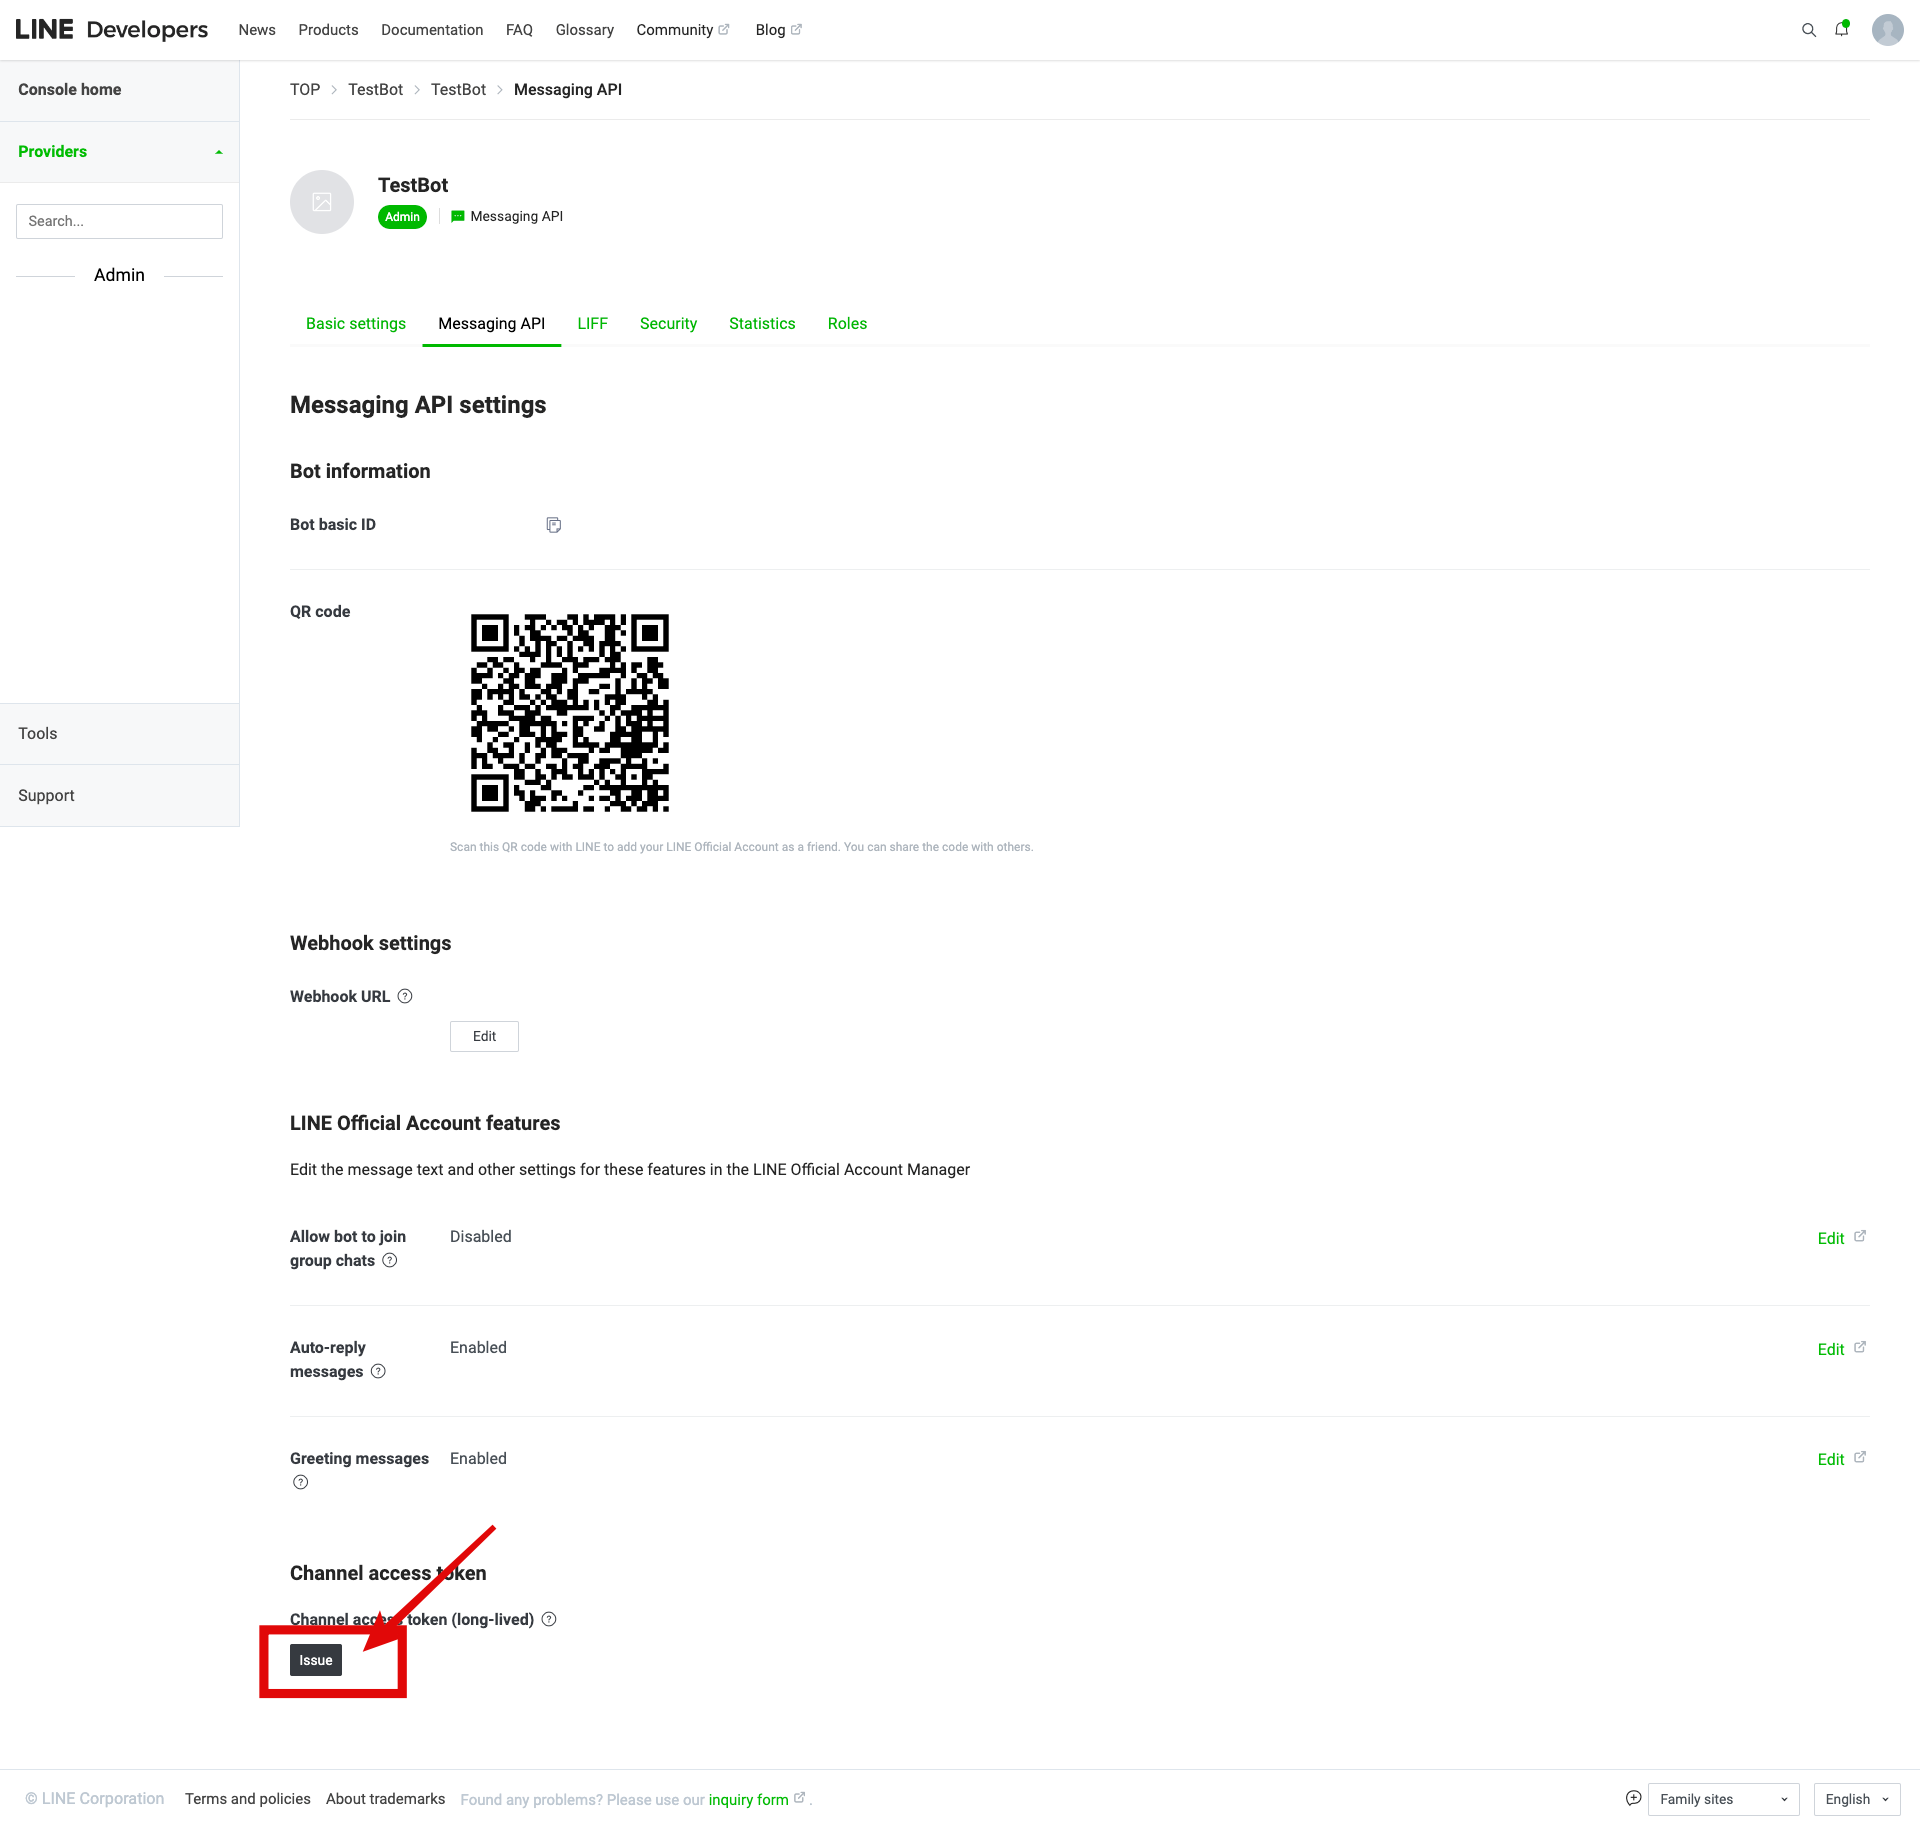 LINE Developers News Products Documentation FAQ Glossary Community Blog
Console home
Providers
Search...
Admin
Tools
Support
TOP > TestBot > TestBot > Messaging API
TestBot
Admin Messaging API
Basic settings Messaging API LIFF Security Statistics Roles
Messaging API settings
Bot information
Bot basic ID
QR code
Scan this QR code with LINE to add your LINE Official Account as a friend. You can share the code with others.
Webhook settings
Webhook URL ?
Edit
LINE Official Account features
Edit the message text and other settings for these features in the LINE Official Account Manager
Allow bot to join Disabled Edit
group chats ?
Auto-reply Enabled Edit
messages ?
Greeting messages Enabled Edit
?
Channel access token
Channel access token (long-lived) ?
Issue
© LINE Corporation Terms and policies About trademarks Found any problems? Please use our inquiry form . Family sites English